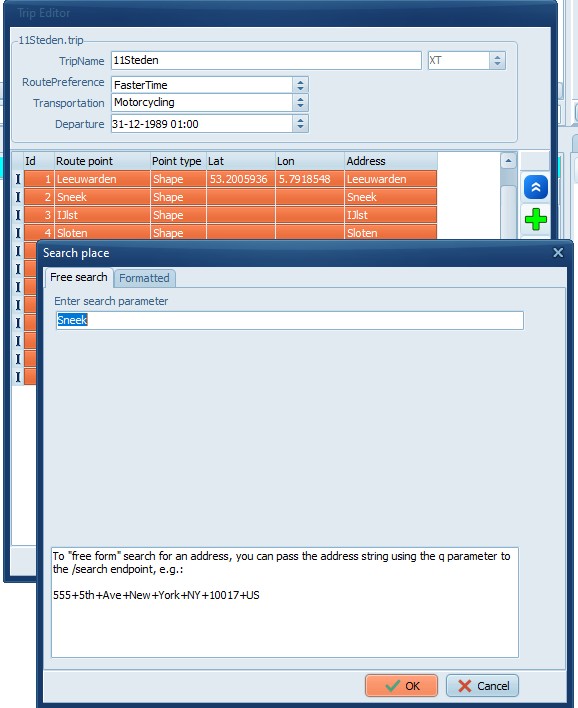 Trip Editor
11Steden.trip
TripName 11Steden XT
RoutePreference FasterTime
Transportation Motorcycling
Departure 31-12-1989 01:00
Id Route point Point type Lat Lon Address
1 Leeuwarden Shape 53.2005936 5.7918548 Leeuwarden
2 Sneek Shape Sneek
3 IJlst Shape IJlst
4 Sloten Shape Sloten
Search place
Free search Formatted
Enter search parameter
Sneek
To "free form" search for an address, you can pass the address string using the q parameter to
the /search endpoint, e.g.:
555+5th+Ave+New+York+NY+10017+US
OK Cancel